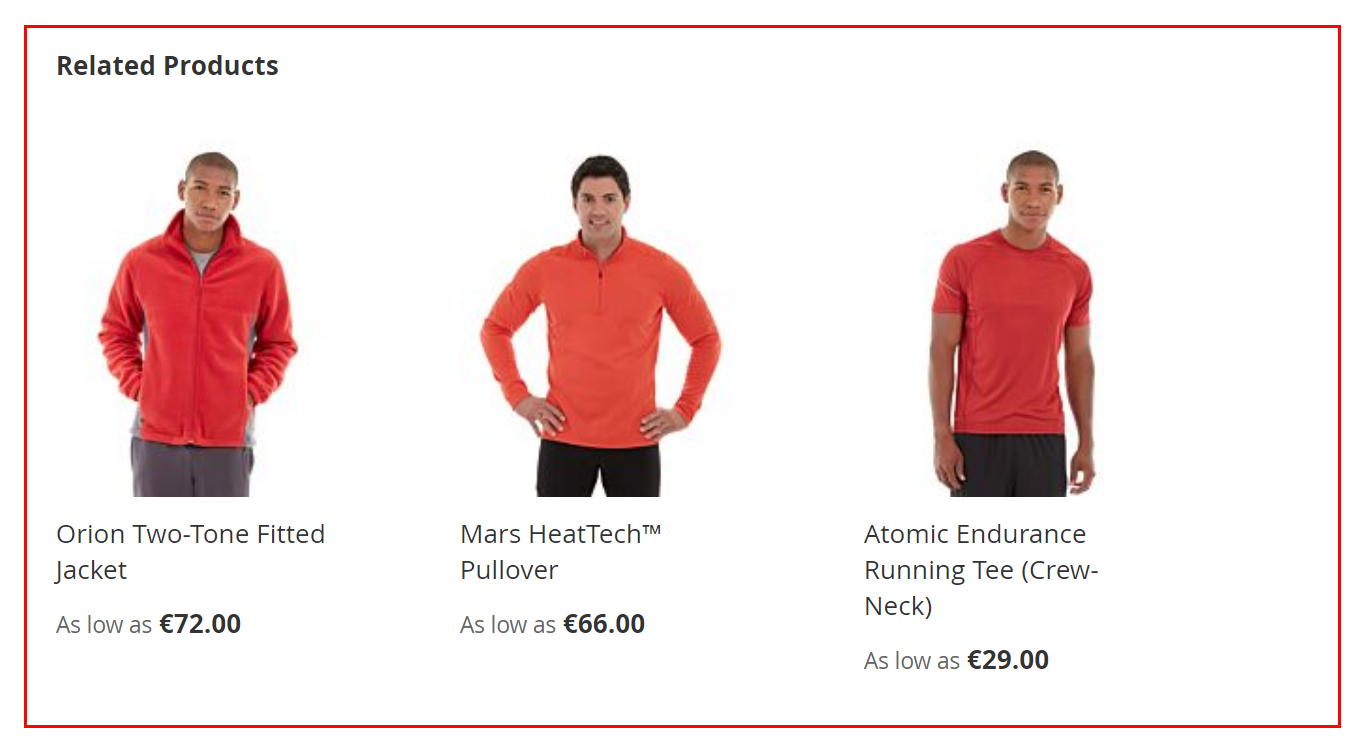 Related Products
Orion Two-Tone Fitted
Jacket
As low as €72.00
Mars HeatTech™
Pullover
As low as €66.00
Atomic Endurance
Running Tee (Crew-
Neck)
As low as €29.00